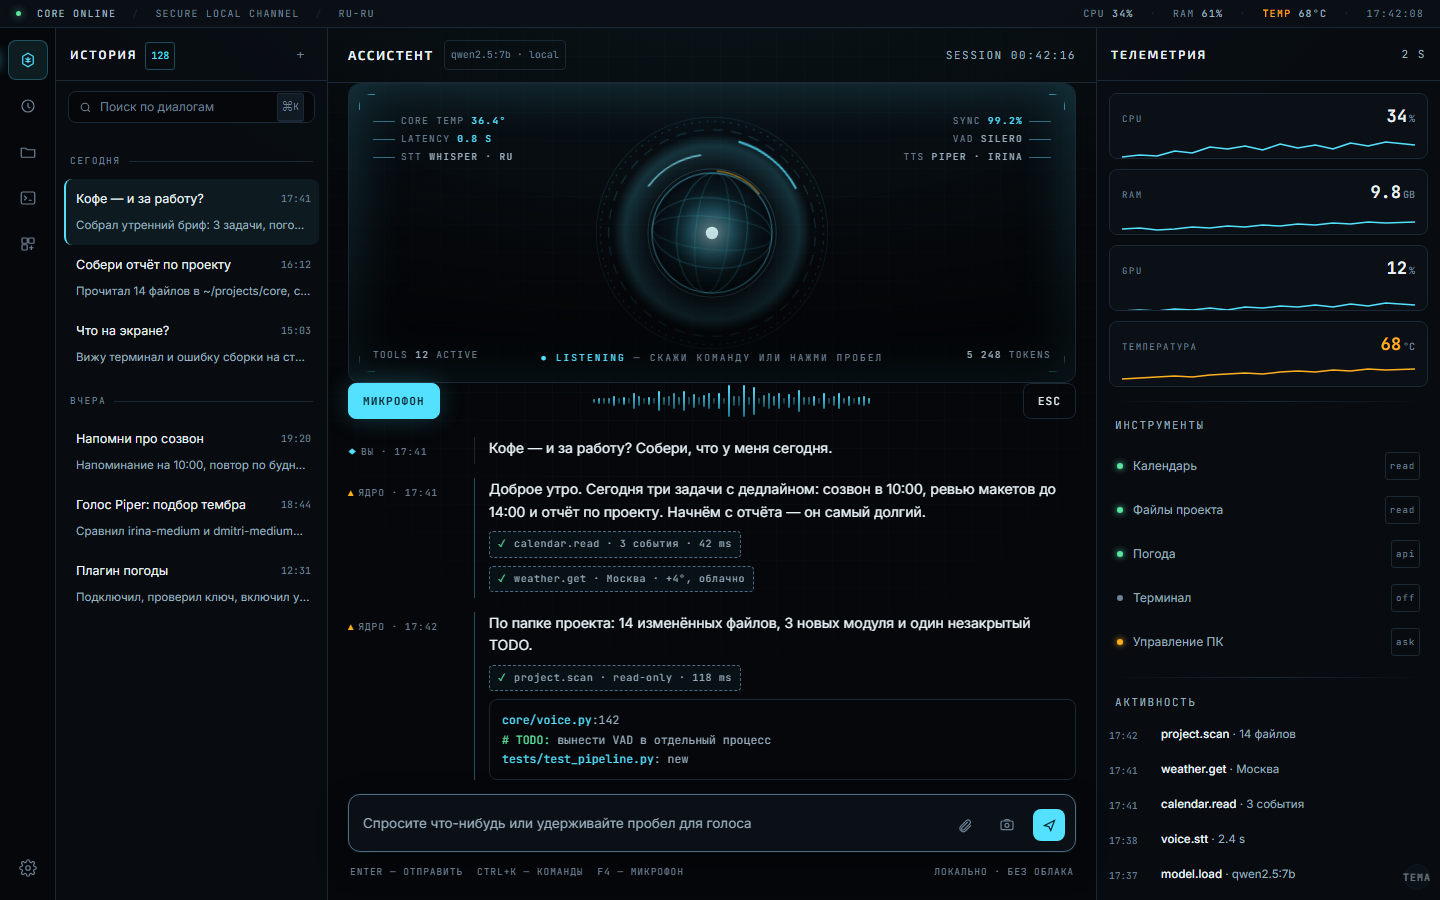 CORE ONLINE / SECURE LOCAL CHANNEL / RU-RU
CPU 34% · RAM 61% · TEMP 68°C · 17:42:08
ИСТОРИЯ 128 +
Поиск по диалогам ⌘K
СЕГОДНЯ
Кофе — и за работу? 17:41
Собрал утренний бриф: 3 задачи, пого...
Собери отчёт по проекту 16:12
Прочитал 14 файлов в ~/projects/core, с...
Что на экране? 15:03
Вижу терминал и ошибку сборки на ст...
ВЧЕРА
Напомни про созвон 19:20
Напоминание на 10:00, повтор по будн...
Голос Piper: подбор тембра 18:44
Сравнил irina-medium и dmitri-medium...
Плагин погоды 12:31
Подключил, проверил ключ, включил у...
АССИСТЕНТ qwen2.5:7b · local
SESSION 00:42:16
CORE TEMP 36.4°
LATENCY 0.8 S
STT WHISPER · RU
SYNC 99.2%
VAD SILERO
TTS PIPER · IRINA
TOOLS 12 ACTIVE
LISTENING — СКАЖИ КОМАНДУ ИЛИ НАЖМИ ПРОБЕЛ
5 248 TOKENS
МИКРОФОН
ESC
ВЫ · 17:41
Кофе — и за работу? Собери, что у меня сегодня.
ЯДРО · 17:41
Доброе утро. Сегодня три задачи с дедлайном: созвон в 10:00, ревью макетов до
14:00 и отчёт по проекту. Начнём с отчёта — он самый долгий.
✓ calendar.read · 3 события · 42 ms
✓ weather.get · Москва · +4°, облачно
ЯДРО · 17:42
По папке проекта: 14 изменённых файлов, 3 новых модуля и один незакрытый
TODO.
✓ project.scan · read-only · 118 ms
core/voice.py:142
# TODO: вынести VAD в отдельный процесс
tests/test_pipeline.py: new
Спросите что-нибудь или удерживайте пробел для голоса
ENTER — ОТПРАВИТЬ CTRL+K — КОМАНДЫ F4 — МИКРОФОН
ЛОКАЛЬНО · БЕЗ ОБЛАКА
ТЕЛЕМЕТРИЯ 2 S
CPU 34%
RAM 9.8GB
GPU 12%
ТЕМПЕРАТУРА 68°C
ИНСТРУМЕНТЫ
Календарь read
Файлы проекта read
Погода api
Терминал off
Управление ПК ask
АКТИВНОСТЬ
17:42 project.scan · 14 файлов
17:41 weather.get · Москва
17:41 calendar.read · 3 события
17:38 voice.stt · 2.4 s
17:37 model.load · qwen2.5:7b
ТЕМА